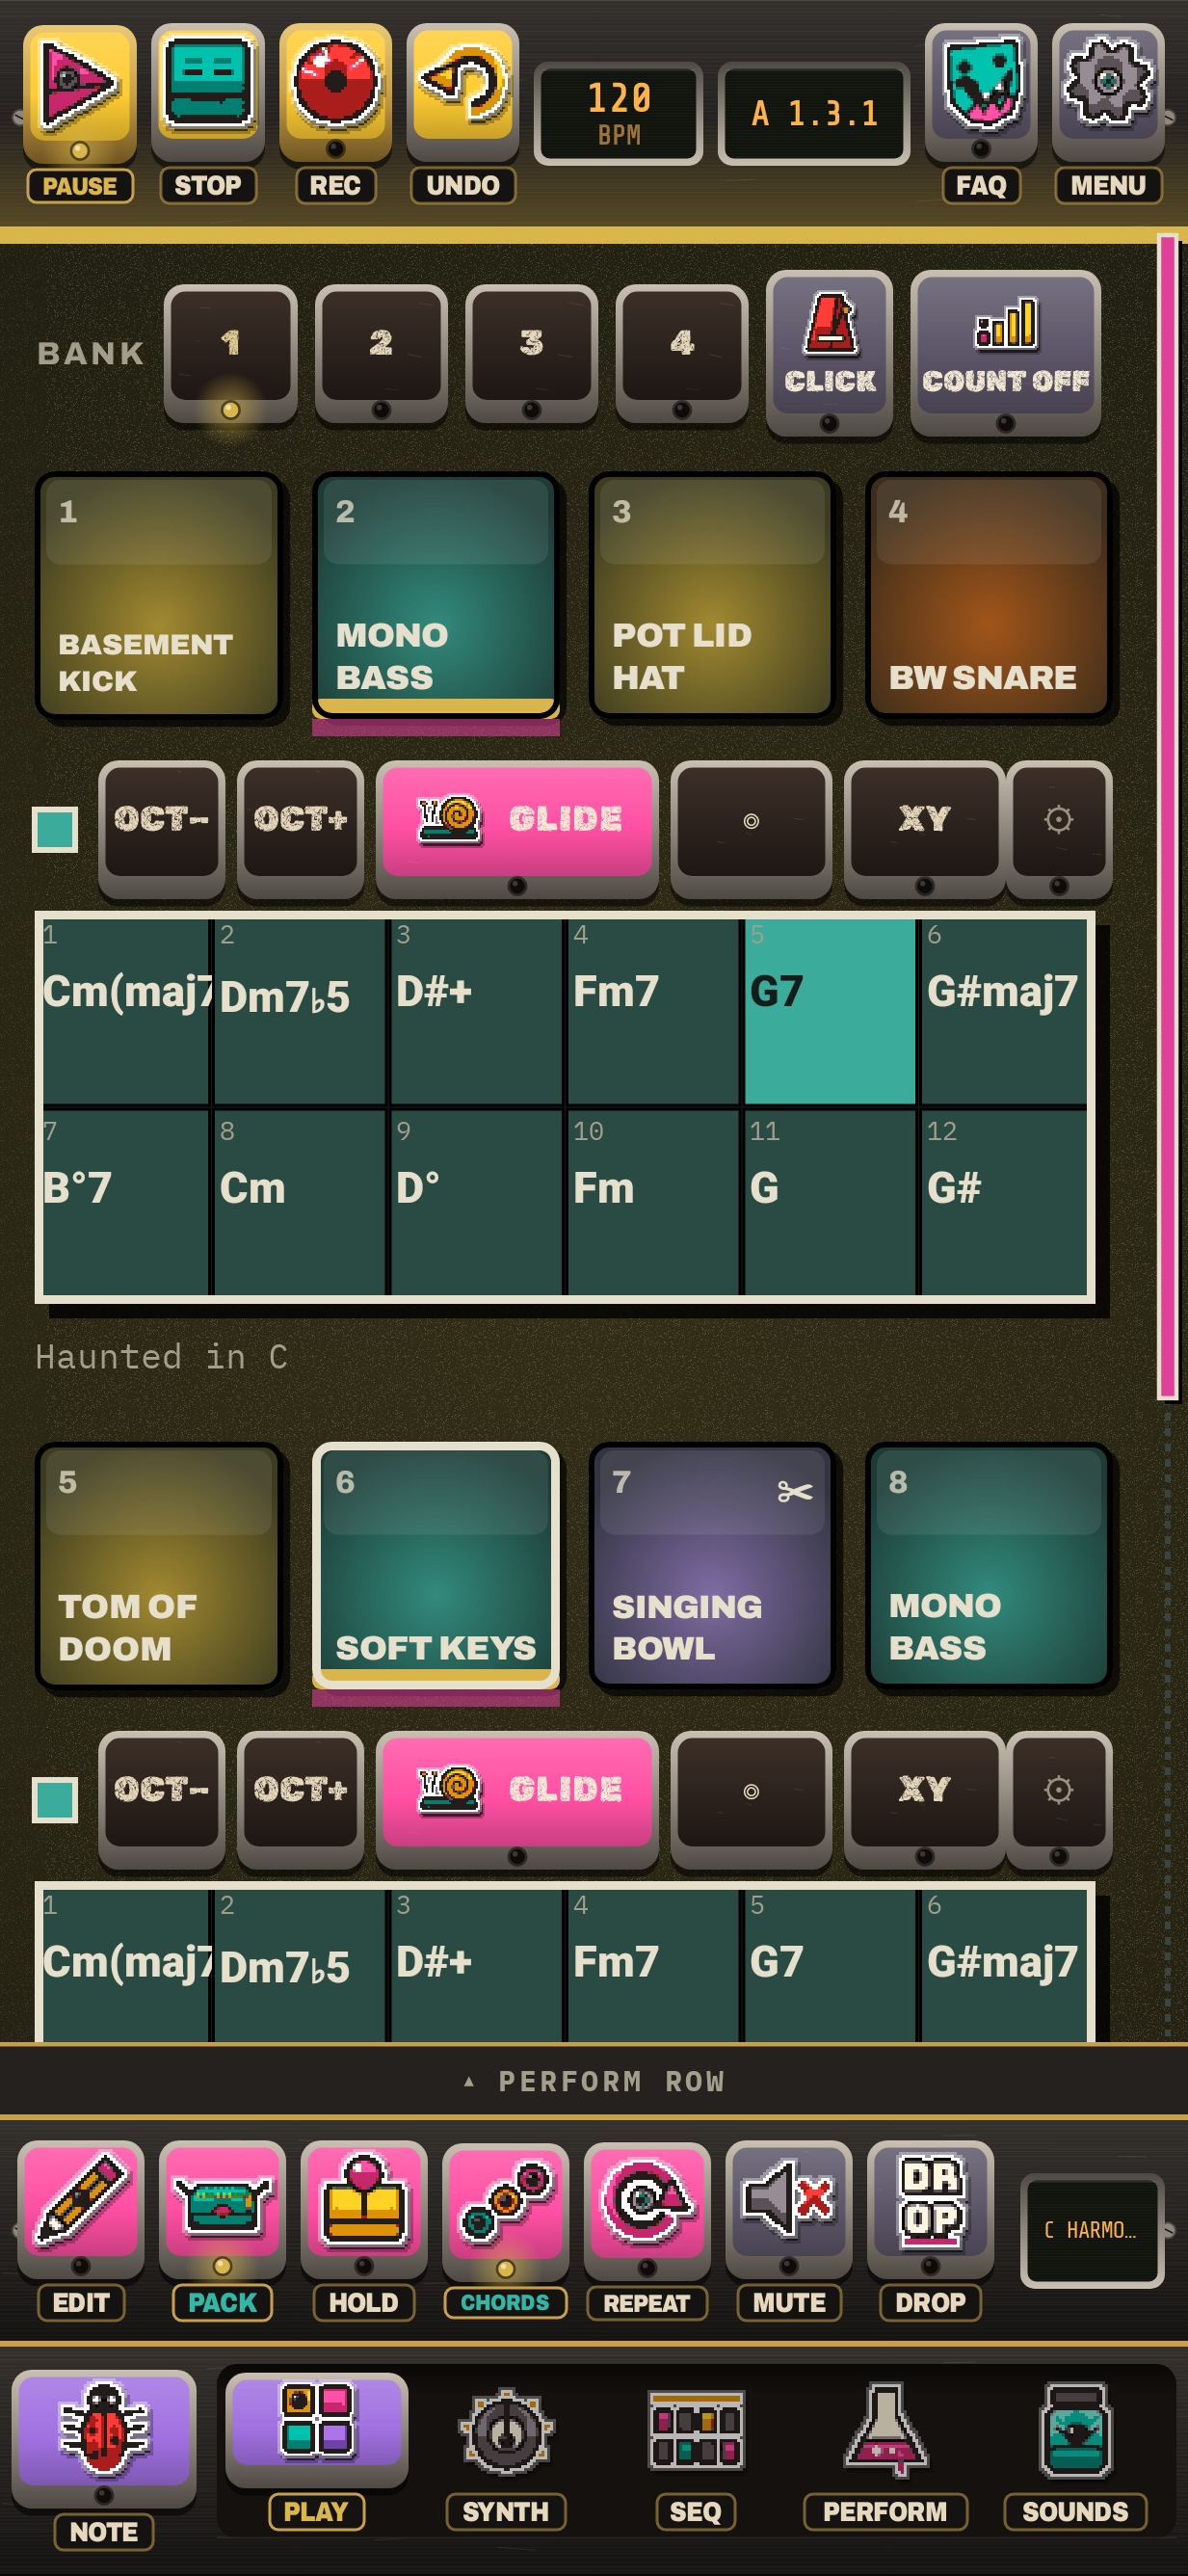 120
BPM
A 1.3.1
PAUSE
STOP
REC
UNDO
FAQ
MENU
BANK
1
2
3
4
CLICK
COUNT OFF
1
BASEMENT
KICK
2
MONO
BASS
3
POT LID
HAT
4
BW SNARE
OCT-
OCT+
GLIDE
XY
1
Cm(maj7
2
Dm7♭5
3
D#+
4
Fm7
5
G7
6
G#maj7
7
B°7
8
Cm
9
D°
10
Fm
11
G
12
G#
Haunted in C
5
TOM OF
DOOM
6
SOFT KEYS
7
SINGING
BOWL
8
MONO
BASS
OCT-
OCT+
GLIDE
XY
1
Cm(maj7
2
Dm7♭5
3
D#+
4
Fm7
5
G7
6
G#maj7
▲ PERFORM ROW
DR
OP
C HARMO…
EDIT
PACK
HOLD
CHORDS
REPEAT
MUTE
DROP
NOTE
PLAY
SYNTH
SEQ
PERFORM
SOUNDS